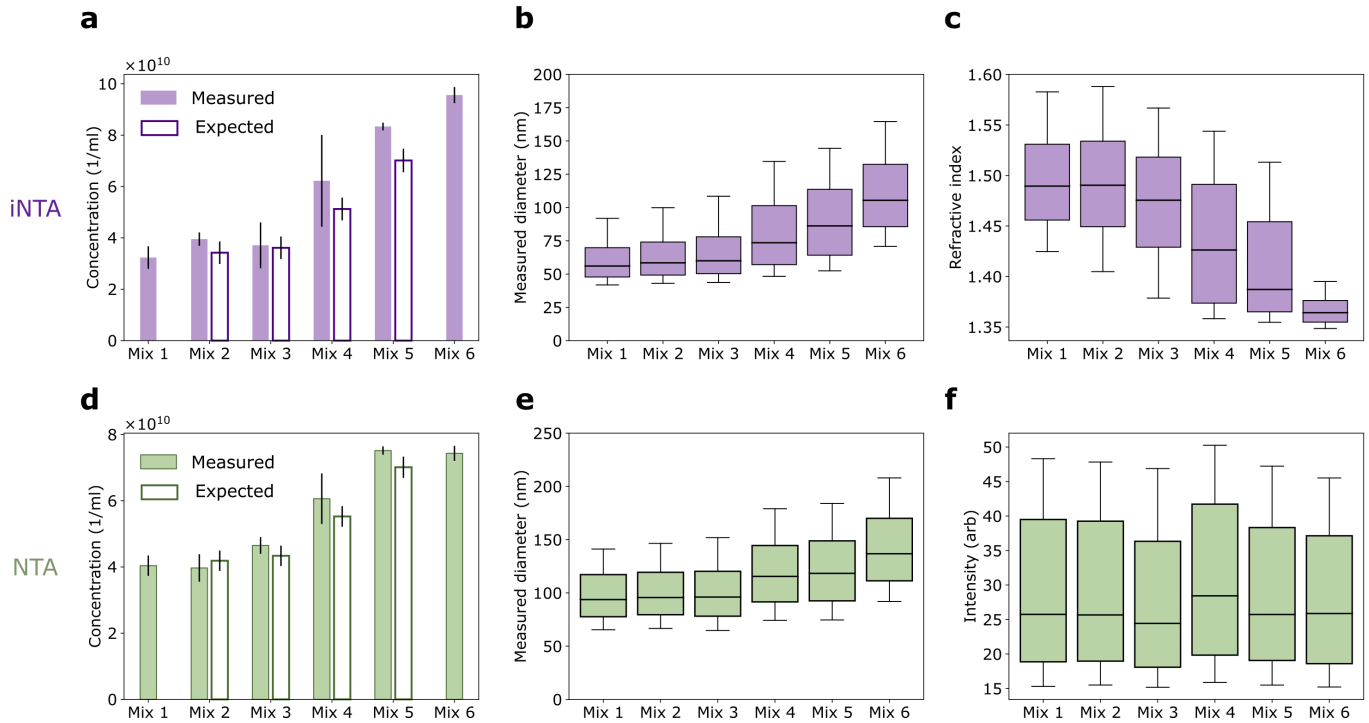 a
×10¹⁰
Concentration (1/ml)
10
8
6
4
2
0
Measured
Expected
Mix 1 Mix 2 Mix 3 Mix 4 Mix 5 Mix 6
b
Measured diameter (nm)
200
175
150
125
100
75
50
25
0
Mix 1 Mix 2 Mix 3 Mix 4 Mix 5 Mix 6
c
Refractive index
1.60
1.55
1.50
1.45
1.40
1.35
Mix 1 Mix 2 Mix 3 Mix 4 Mix 5 Mix 6
iNTA
d
×10¹⁰
Concentration (1/ml)
8
6
4
2
0
Measured
Expected
Mix 1 Mix 2 Mix 3 Mix 4 Mix 5 Mix 6
e
Measured diameter (nm)
250
200
150
100
50
0
Mix 1 Mix 2 Mix 3 Mix 4 Mix 5 Mix 6
f
Intensity (arb)
50
45
40
35
30
25
20
15
Mix 1 Mix 2 Mix 3 Mix 4 Mix 5 Mix 6
NTA